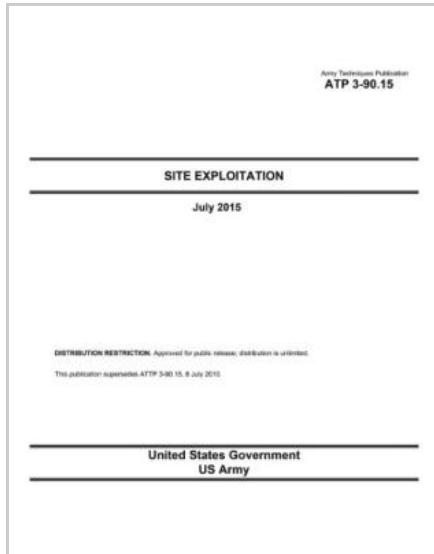 Army Techniques Publication
ATP 3-90.15
SITE EXPLOITATION
July 2015
DISTRIBUTION RESTRICTION. Approved for public release; distribution is unlimited.
This publication supersedes ATTP 3-90.15, 8 July 2010.
United States Government
US Army